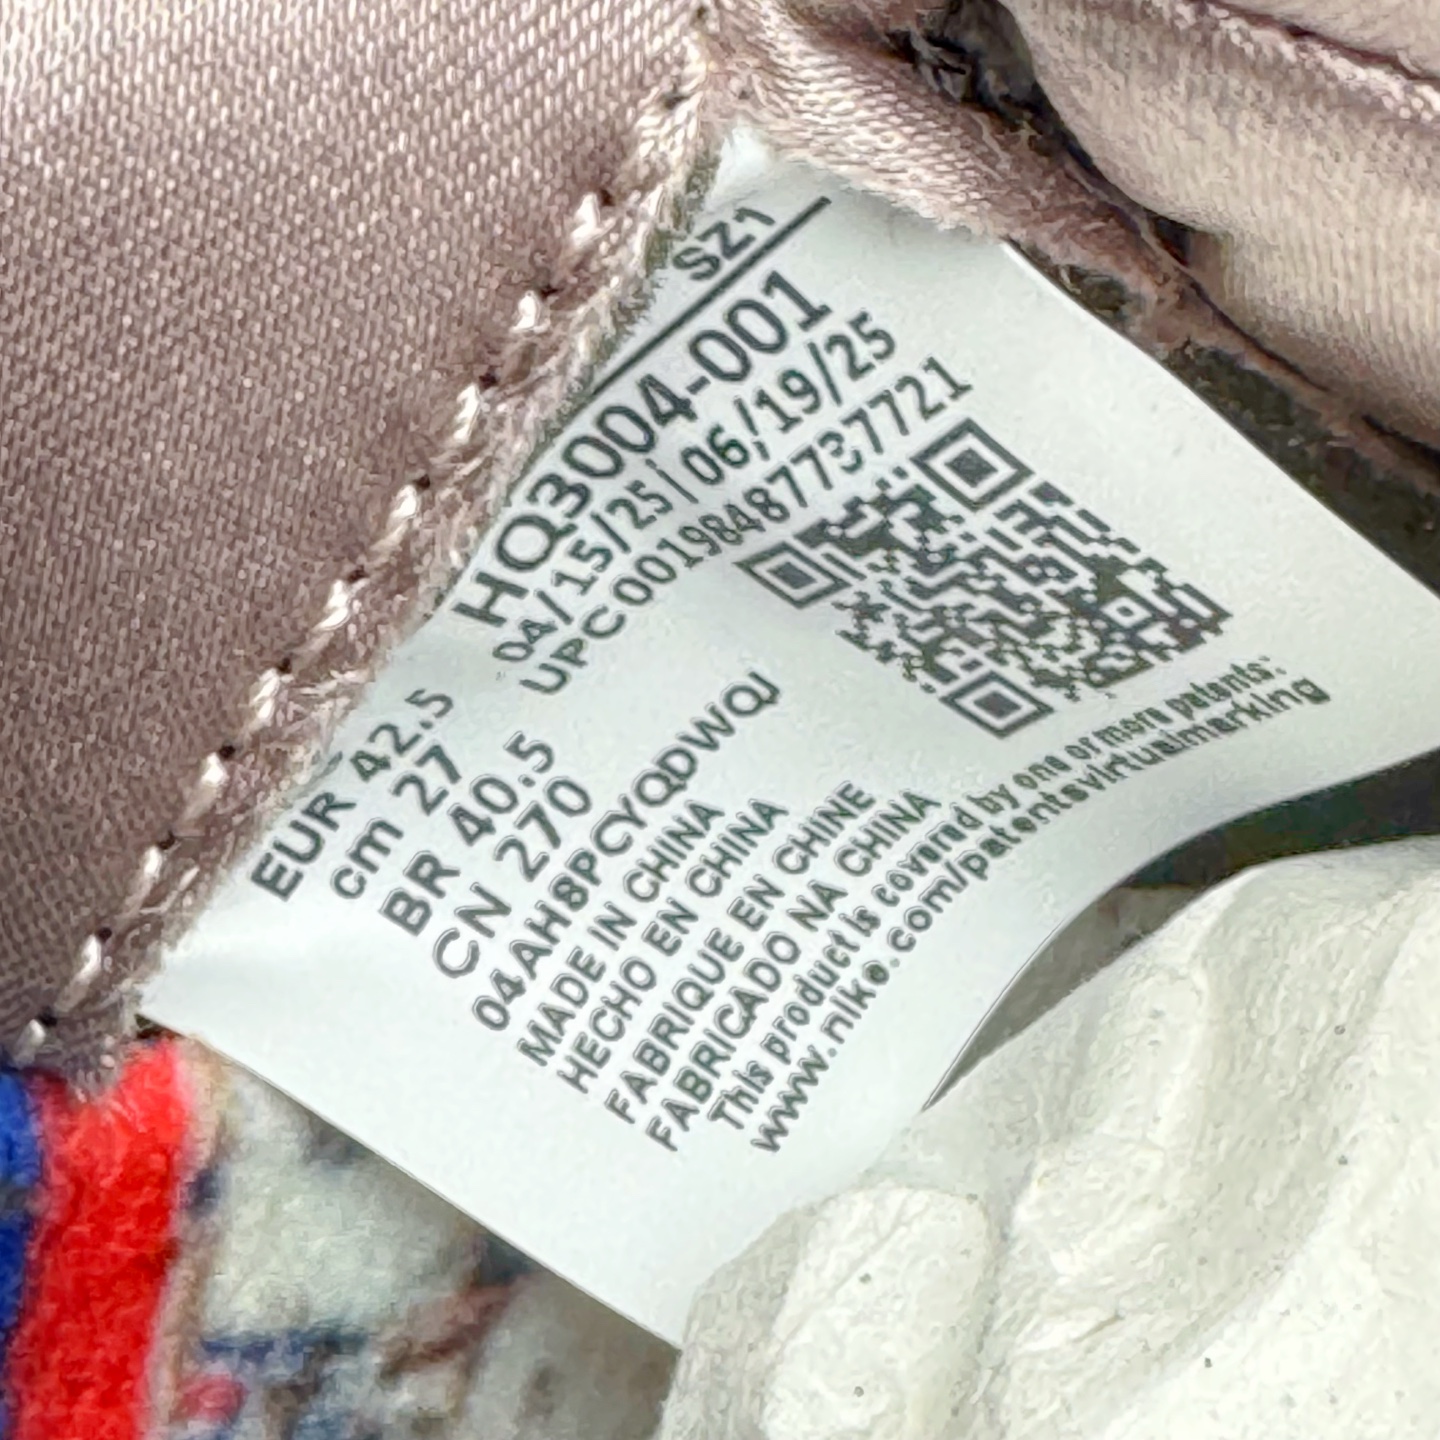 SZ1
HQ3004-001
04/15/25|06/19/25
UPC 00198487737721
EUR 42.5
cm 27
BR 40.5
CN 270
04AH8PCYQDWQJ
MADE IN CHINA
HECHO EN CHINA
FABRIQUE EN CHINE
FABRICADO NA CHINA
This product is covered by one or more patents:
www.nike.com/patentsvirtualmarking